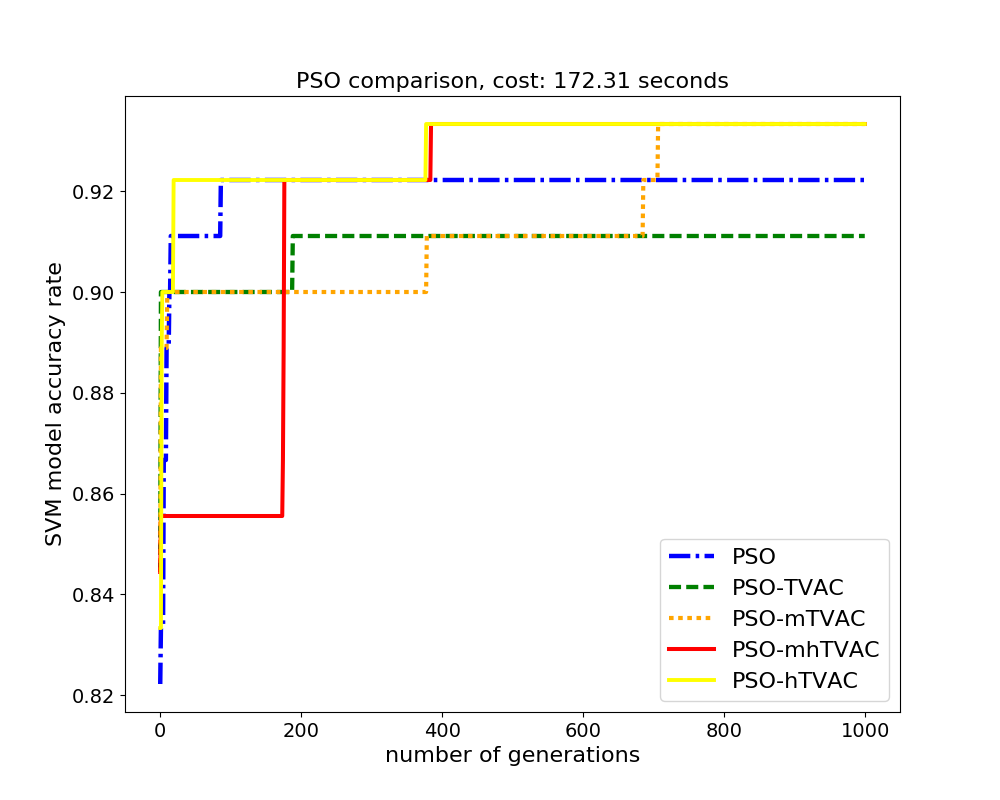 PSO comparison, cost: 172.31 seconds
SVM model accuracy rate
0.92
0.90
0.88
0.86
0.84
0.82
PSO
PSO-TVAC
PSO-mTVAC
PSO-mhTVAC
PSO-hTVAC
0 200 400 600 800 1000
number of generations